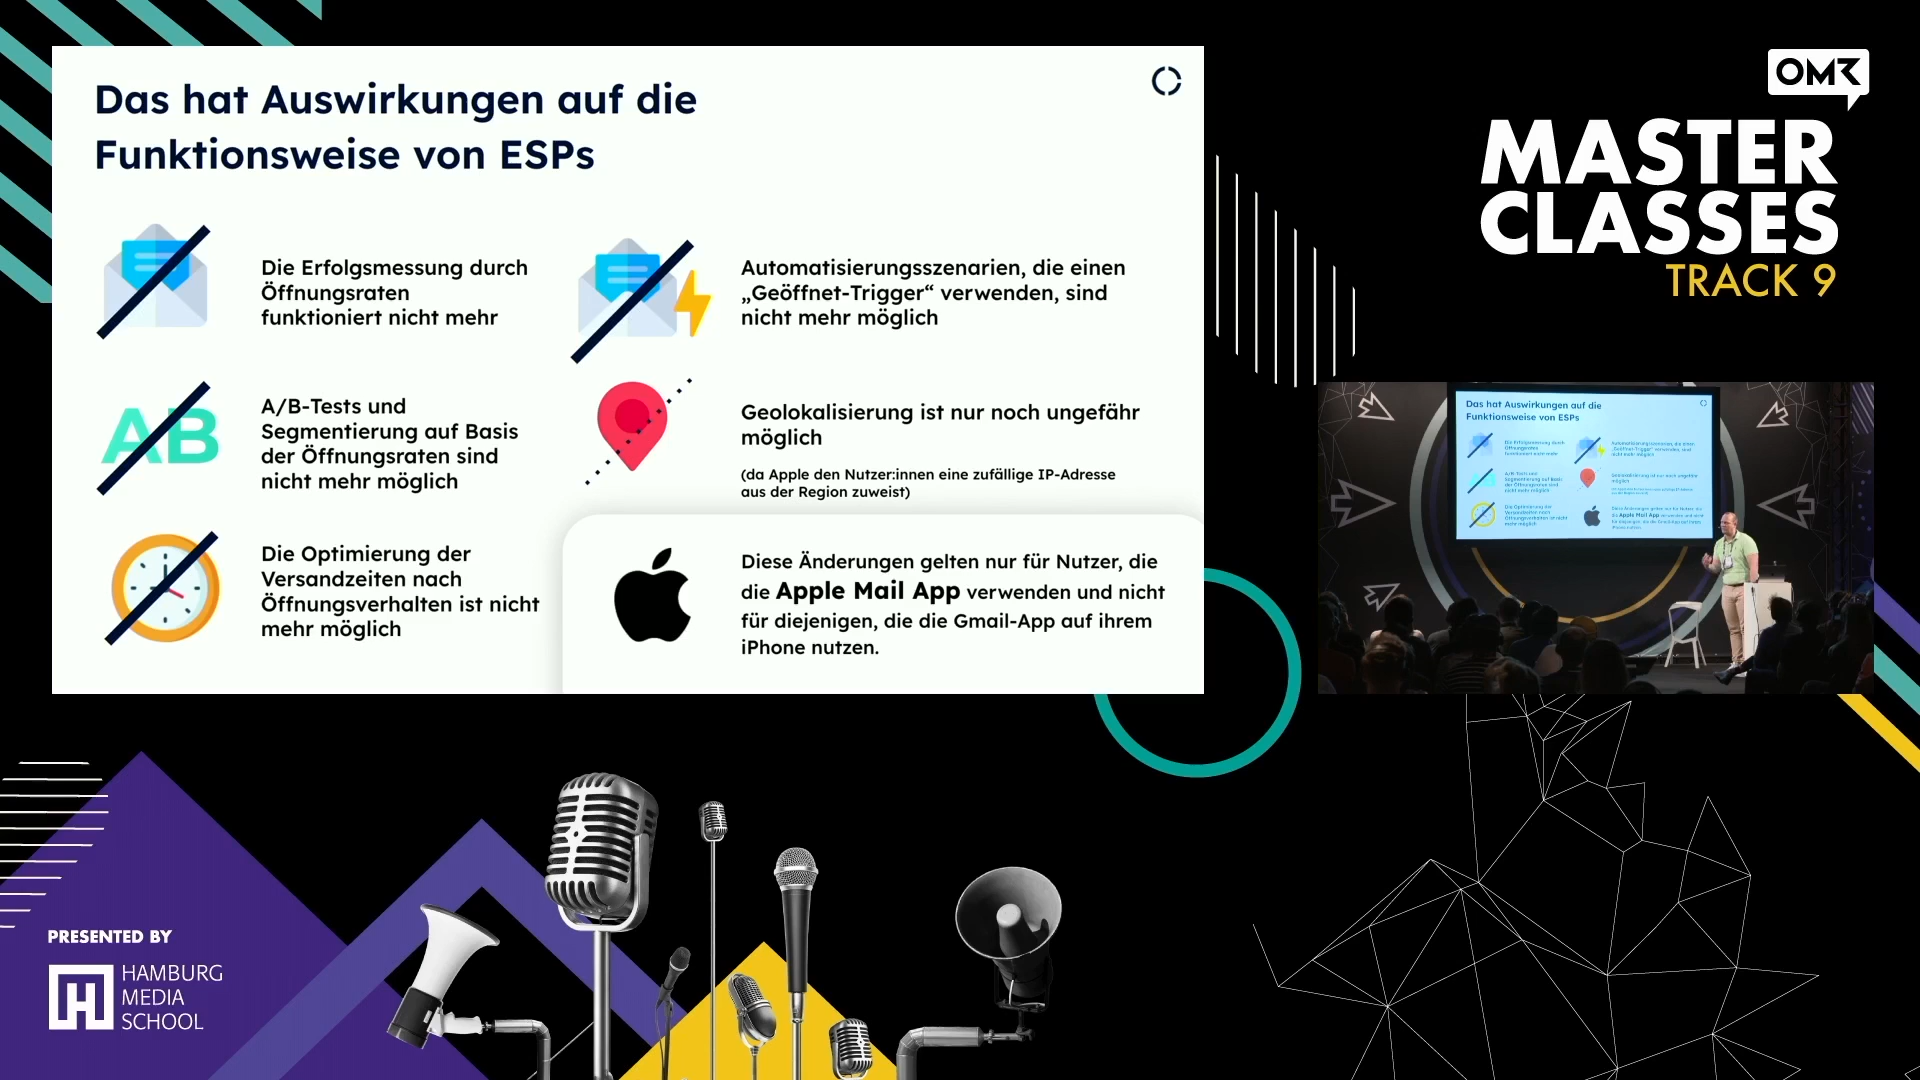 Das hat Auswirkungen auf die
Funktionsweise von ESPs
Die Erfolgsmessung durch
Öffnungsraten
funktioniert nicht mehr
Automatisierungsszenarien, die einen
„Geöffnet-Trigger“ verwenden, sind
nicht mehr möglich
AB
A/B-Tests und
Segmentierung auf Basis
der Öffnungsraten sind
nicht mehr möglich
Geolokalisierung ist nur noch ungefähr
möglich
(da Apple den Nutzer:innen eine zufällige IP-Adresse
aus der Region zuweist)
Die Optimierung der
Versandzeiten nach
Öffnungsverhalten ist nicht
mehr möglich
Diese Änderungen gelten nur für Nutzer, die
die Apple Mail App verwenden und nicht
für diejenigen, die die Gmail-App auf ihrem
iPhone nutzen.
OMR
MASTER
CLASSES
TRACK 9
Das hat Auswirkungen auf die
Funktionsweise von ESPs
PRESENTED BY
H HAMBURG
MEDIA
SCHOOL